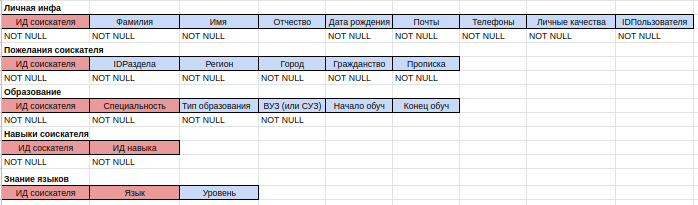 Личная инфа
ИД соискателя Фамилия Имя Отчество Дата рождения Почты Телефоны Личные качества IDПользователя
NOT NULL NOT NULL NOT NULL NOT NULL NOT NULL NOT NULL NOT NULL NOT NULL
Пожелания соискателя
ИД соискателя IDРаздела Регион Город Гражданство Прописка
NOT NULL NOT NULL NOT NULL NOT NULL NOT NULL NOT NULL
Образование
ИД соискателя Специальность Тип образования ВУЗ (или СУЗ) Начало обуч Конец обуч
NOT NULL NOT NULL NOT NULL NOT NULL
Навыки соискателя
ИД соскателя ИД навыка
NOT NULL NOT NULL
Знание языков
ИД соискателя Язык Уровень